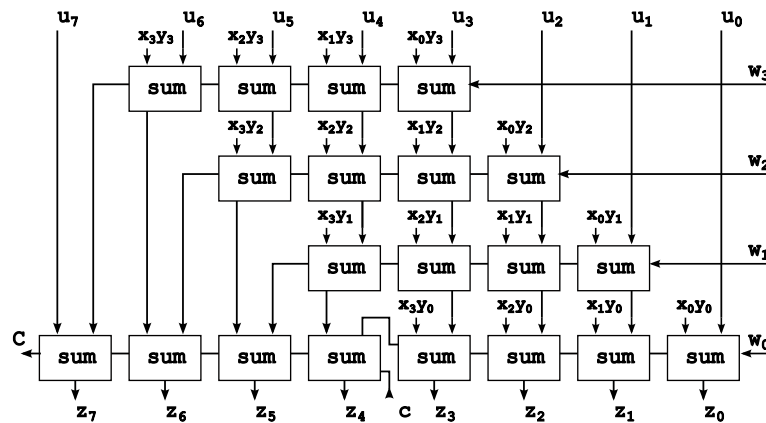 u₇ u₆ u₅ u₄ u₃ u₂ u₁ u₀
x₃y₃ x₂y₃ x₁y₃ x₀y₃
sum sum sum sum w₃
x₃y₂ x₂y₂ x₁y₂ x₀y₂
sum sum sum sum w₂
x₃y₁ x₂y₁ x₁y₁ x₀y₁
sum sum sum sum w₁
x₃y₀ x₂y₀ x₁y₀ x₀y₀
C sum sum sum sum sum sum sum sum w₀
z₇ z₆ z₅ z₄ C z₃ z₂ z₁ z₀